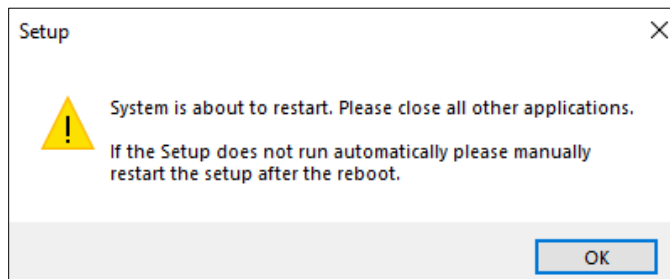 Setup
System is about to restart. Please close all other applications.
If the Setup does not run automatically please manually
restart the setup after the reboot.
OK